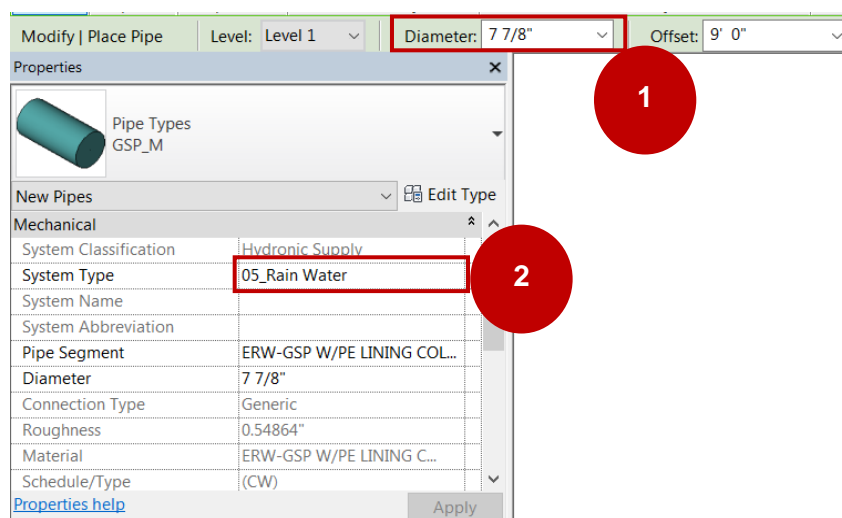 Modify | Place Pipe Level: Level 1 Diameter: 7 7/8" Offset: 9' 0"
Properties
1
Pipe Types
GSP_M
New Pipes Edit Type
Mechanical
System Classification Hydronic Supply
System Type 05_Rain Water
2
System Name
System Abbreviation
Pipe Segment ERW-GSP W/PE LINING COL...
Diameter 7 7/8"
Connection Type Generic
Roughness 0.54864"
Material ERW-GSP W/PE LINING C...
Schedule/Type (CW)
Properties help Apply